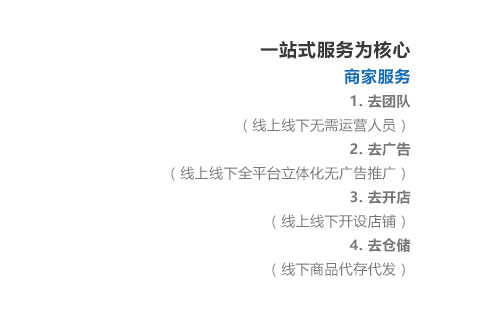 一站式服务为核心
商家服务
1. 去团队
（ 线上线下无需运营人员 ）
2. 去广告
（ 线上线下全平台立体化无广告推广 ）
3. 去开店
（ 线上线下开设店铺 ）
4. 去仓储
（ 线下商品代存代发 ）